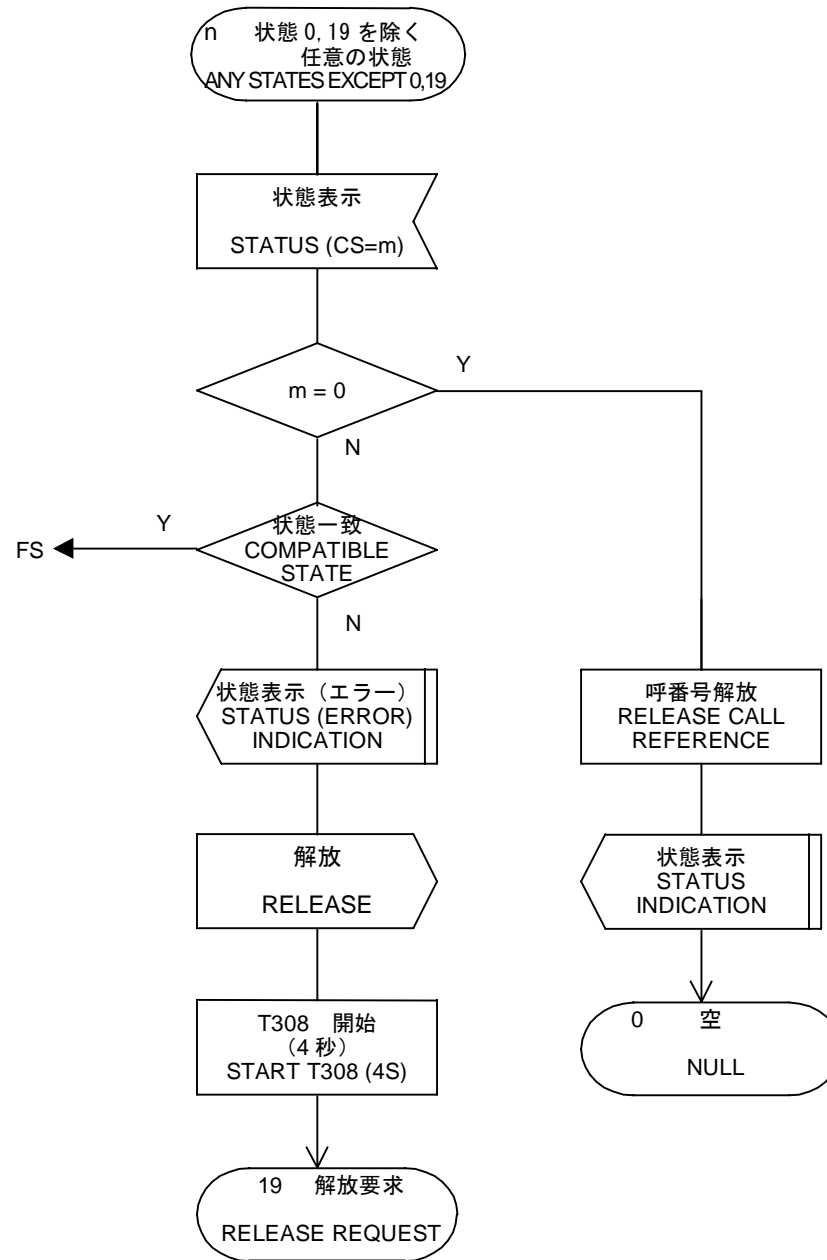 n 状態 0, 19 を除く
任意の状態
ANY STATES EXCEPT 0,19
状態表示
STATUS (CS=m)
m = 0
Y
N
状態一致
COMPATIBLE
STATE
Y
FS
N
状態表示（エラー）
STATUS (ERROR)
INDICATION
呼番号解放
RELEASE CALL
REFERENCE
解放
RELEASE
状態表示
STATUS
INDICATION
T308 開始
（4 秒）
START T308 (4S)
0 空
NULL
19 解放要求
RELEASE REQUEST